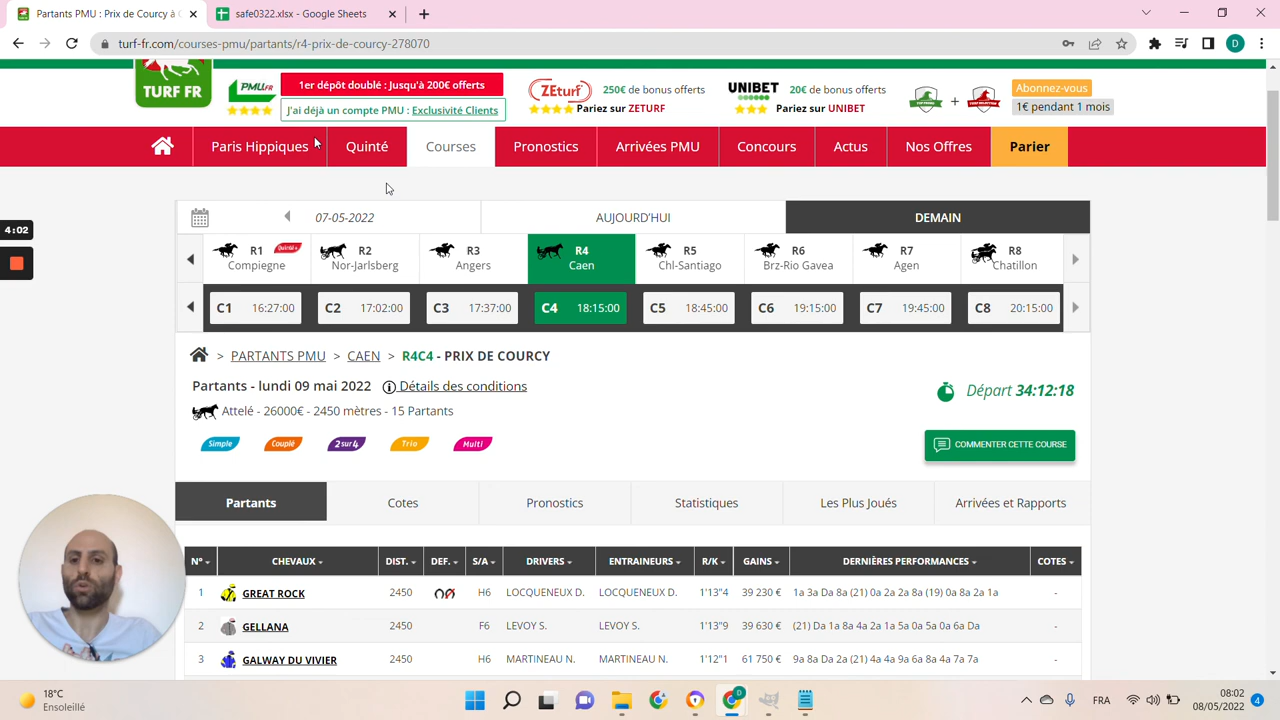 Partants PMU : Prix de Courcy à C
safe0322.xlsx - Google Sheets
turf-fr.com/courses-pmu/partants/r4-prix-de-courcy-278070
D
TURF FR
PMU.FR
1er dépôt doublé : Jusqu'à 200€ offerts
J'ai déjà un compte PMU : Exclusivité Clients
ZEturf
250€ de bonus offerts
Pariez sur ZETURF
UNIBET
20€ de bonus offerts
Pariez sur UNIBET
+
Abonnez-vous
1€ pendant 1 mois
Paris Hippiques
Quinté
Courses
Pronostics
Arrivées PMU
Concours
Actus
Nos Offres
Parier
4:02
07-05-2022
AUJOURD'HUI
DEMAIN
R1 Quinté+
Compiegne
R2
Nor-Jarlsberg
R3
Angers
R4
Caen
R5
Chl-Santiago
R6
Brz-Rio Gavea
R7
Agen
R8
Chatillon
C1 16:27:00
C2 17:02:00
C3 17:37:00
C4 18:15:00
C5 18:45:00
C6 19:15:00
C7 19:45:00
C8 20:15:00
> PARTANTS PMU > CAEN > R4C4 - PRIX DE COURCY
Partants - lundi 09 mai 2022 Détails des conditions
Attelé - 26000€ - 2450 mètres - 15 Partants
Départ 34:12:18
Simple
Couplé
2 sur 4
Trio
Multi
COMMENTER CETTE COURSE
Partants
Cotes
Pronostics
Statistiques
Les Plus Joués
Arrivées et Rapports
N° CHEVAUX DIST. DEF. S/A DRIVERS ENTRAINEURS R/K GAINS DERNIÈRES PERFORMANCES COTES
1 GREAT ROCK 2450 H6 LOCQUENEUX D. LOCQUENEUX D. 1'13"4 39 230 € 1a 3a Da 8a (21) 0a 2a 2a 8a (19) 0a 8a 2a 1a -
2 GELLANA 2450 F6 LEVOY S. LEVOY S. 1'13"9 39 630 € (21) Da 1a 8a 4a 2a 1a 5a 0a 5a 0a 6a Da -
3 GALWAY DU VIVIER 2450 H6 MARTINEAU N. MARTINEAU N. 1'12"1 61 750 € 9a 8a Da 2a (21) 4a 4a 9a 6a 8a 4a 7a 7a -
18°C
Ensoleillé
D
FRA
08:02
08/05/2022
4